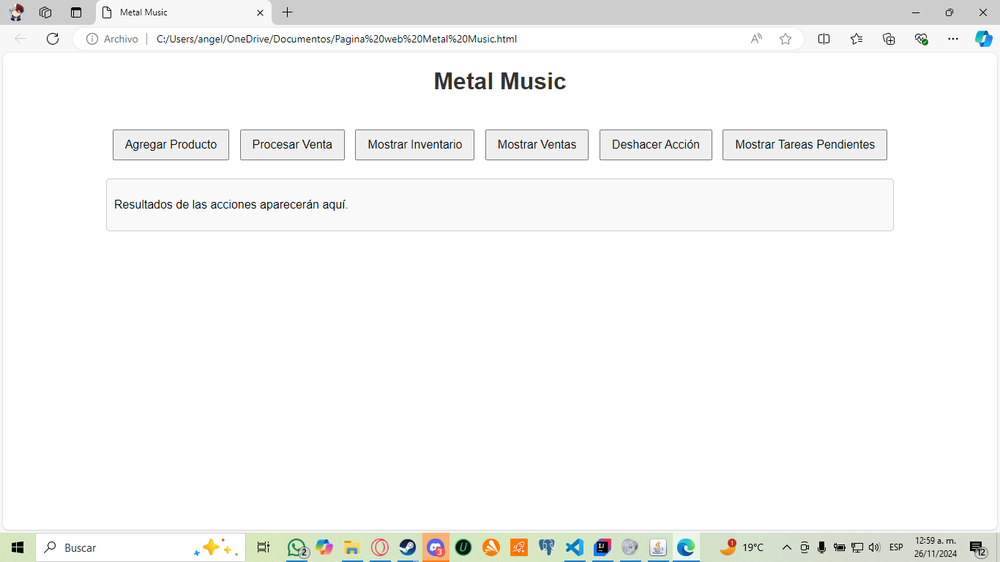 Metal Music
Archivo
C:/Users/angel/OneDrive/Documentos/Pagina%20web%20Metal%20Music.html
Metal Music
Agregar Producto
Procesar Venta
Mostrar Inventario
Mostrar Ventas
Deshacer Acción
Mostrar Tareas Pendientes
Resultados de las acciones aparecerán aquí.
Buscar
2
3
U
IJ
1
19°C
ESP
12:59 a. m.
26/11/2024
12